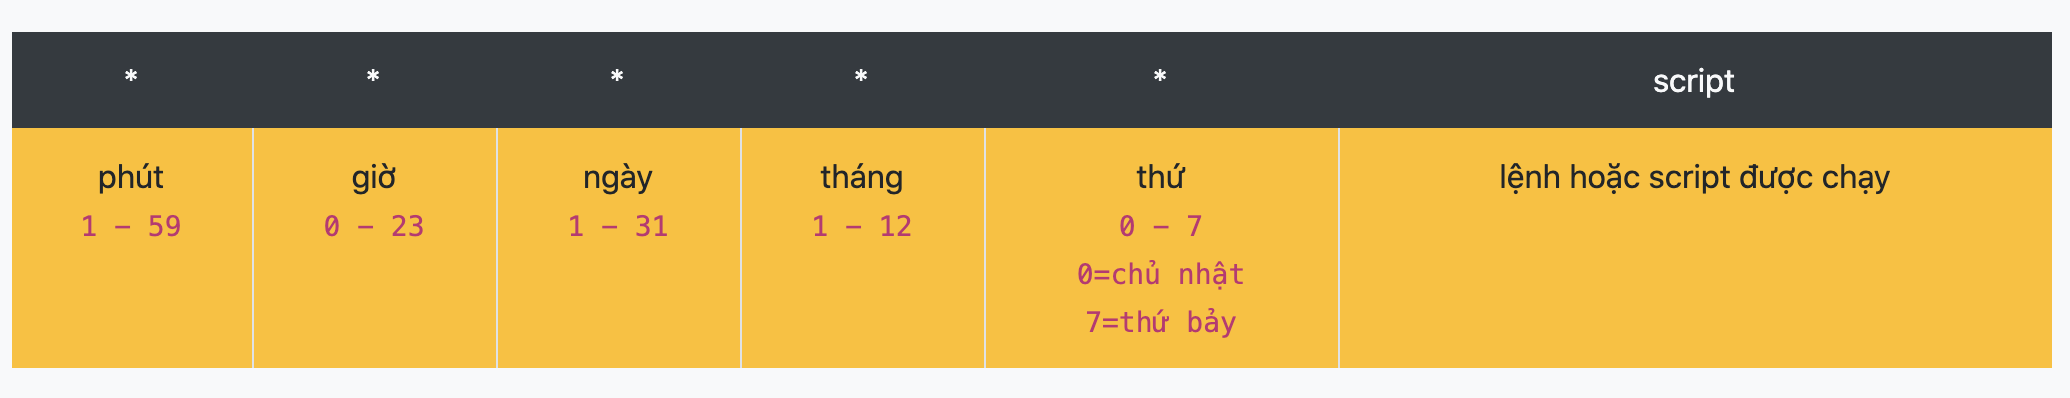 * * * * * script
phút giờ ngày tháng thứ lệnh hoặc script được chạy
1 – 59 0 – 23 1 – 31 1 – 12 0 – 7
0=chủ nhật
7=thứ bảy